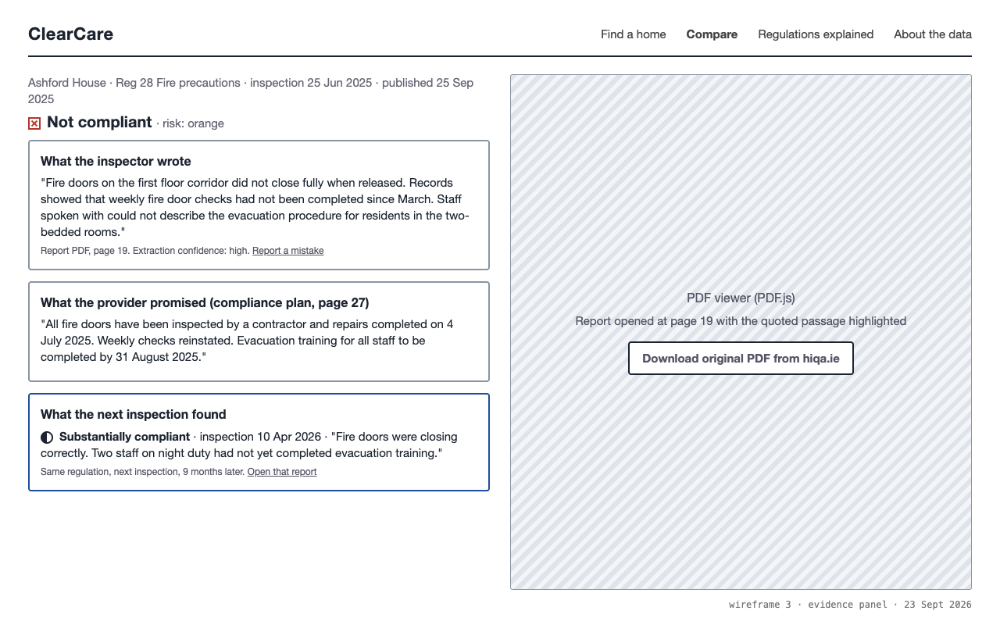 ClearCare
Find a home
Compare
Regulations explained
About the data
Ashford House · Reg 28 Fire precautions · inspection 25 Jun 2025 · published 25 Sep
2025
Not compliant · risk: orange
What the inspector wrote
"Fire doors on the first floor corridor did not close fully when released. Records
showed that weekly fire door checks had not been completed since March. Staff
spoken with could not describe the evacuation procedure for residents in the two-
bedded rooms."
Report PDF, page 19. Extraction confidence: high. Report a mistake
What the provider promised (compliance plan, page 27)
"All fire doors have been inspected by a contractor and repairs completed on 4
July 2025. Weekly checks reinstated. Evacuation training for all staff to be
completed by 31 August 2025."
What the next inspection found
Substantially compliant · inspection 10 Apr 2026 · "Fire doors were closing
correctly. Two staff on night duty had not yet completed evacuation training."
Same regulation, next inspection, 9 months later. Open that report
PDF viewer (PDF.js)
Report opened at page 19 with the quoted passage highlighted
Download original PDF from hiqa.ie
wireframe 3 · evidence panel · 23 Sept 2026